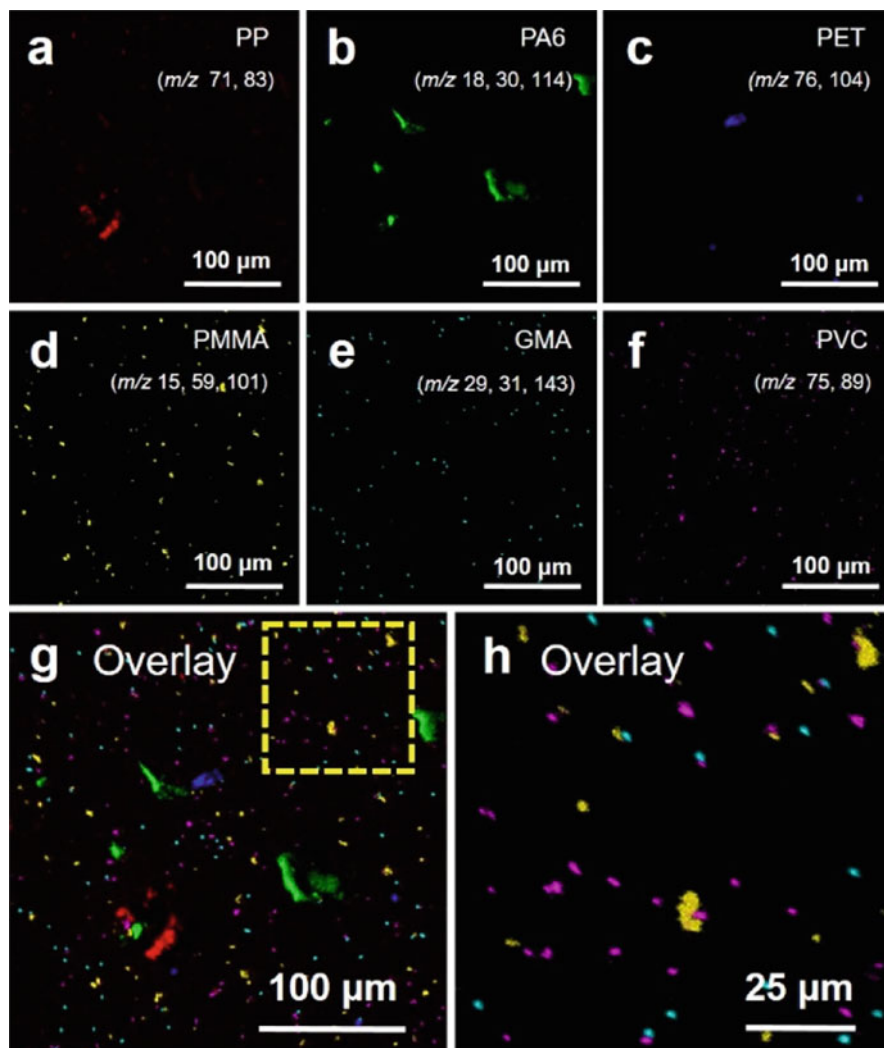 a PP
(m/z 71, 83)
100 µm
b PA6
(m/z 18, 30, 114)
100 µm
c PET
(m/z 76, 104)
100 µm
d PMMA
(m/z 15, 59, 101)
100 µm
e GMA
(m/z 29, 31, 143)
100 µm
f PVC
(m/z 75, 89)
100 µm
g Overlay
100 µm
h Overlay
25 µm